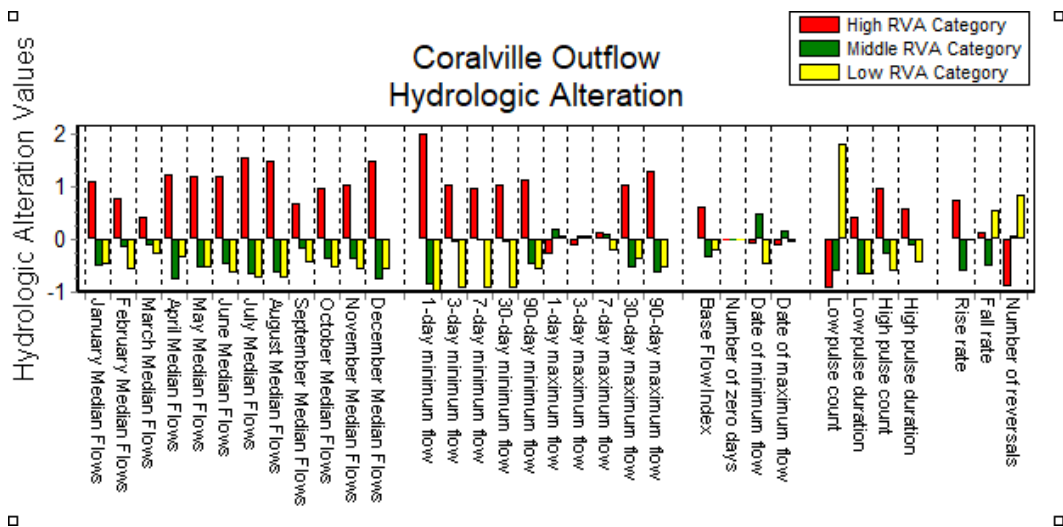 High RVA Category
Middle RVA Category
Low RVA Category
Coralville Outflow
Hydrologic Alteration
Hydrologic Alteration Values
2
1
0
-1
January Median Flows
February Median Flows
March Median Flows
April Median Flows
May Median Flows
June Median Flows
July Median Flows
August Median Flows
September Median Flows
October Median Flows
November Median Flows
December Median Flows
1-day minimum flow
3-day minimum flow
7-day minimum flow
30-day minimum flow
90-day minimum flow
1-day maximum flow
3-day maximum flow
7-day maximum flow
30-day maximum flow
90-day maximum flow
Base Flow Index
Number of zero days
Date of minimum flow
Date of maximum flow
Low pulse count
Low pulse duration
High pulse count
High pulse duration
Rise rate
Fall rate
Number of reversals